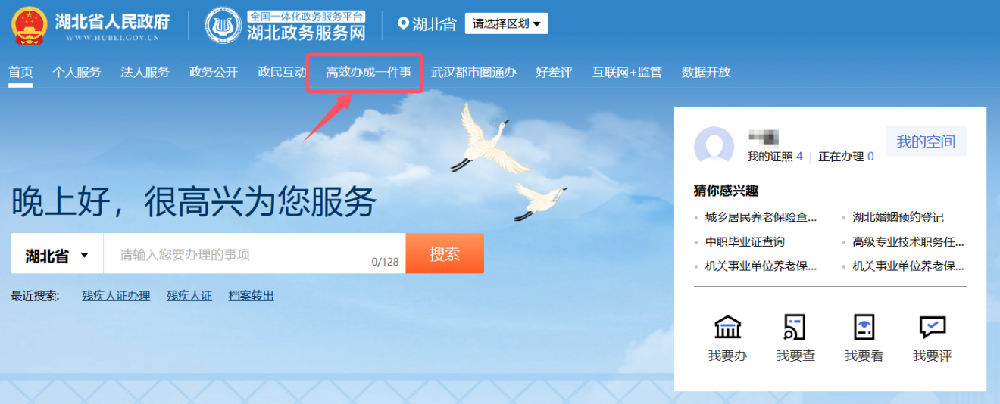 湖北省人民政府
WWW.HUBEI.GOV.CN
全国一体化政务服务平台
湖北政务服务网
湖北省
请选择区划
首页 个人服务 法人服务 政务公开 政民互动 高效办成一件事 武汉都市圈通办 好差评 互联网+监管 数据开放
我的空间
我的证照 4 正在办理 0
晚上好，很高兴为您服务
湖北省 请输入您要办理的事项 0/128 搜索
最近搜索: 残疾人证办理 残疾人证 档案转出
猜你感兴趣
城乡居民养老保险查... 湖北婚姻预约登记
中职毕业证查询 高级专业技术职务任...
机关事业单位养老保... 机关事业单位养老保...
我要办 我要查 我要看 我要评